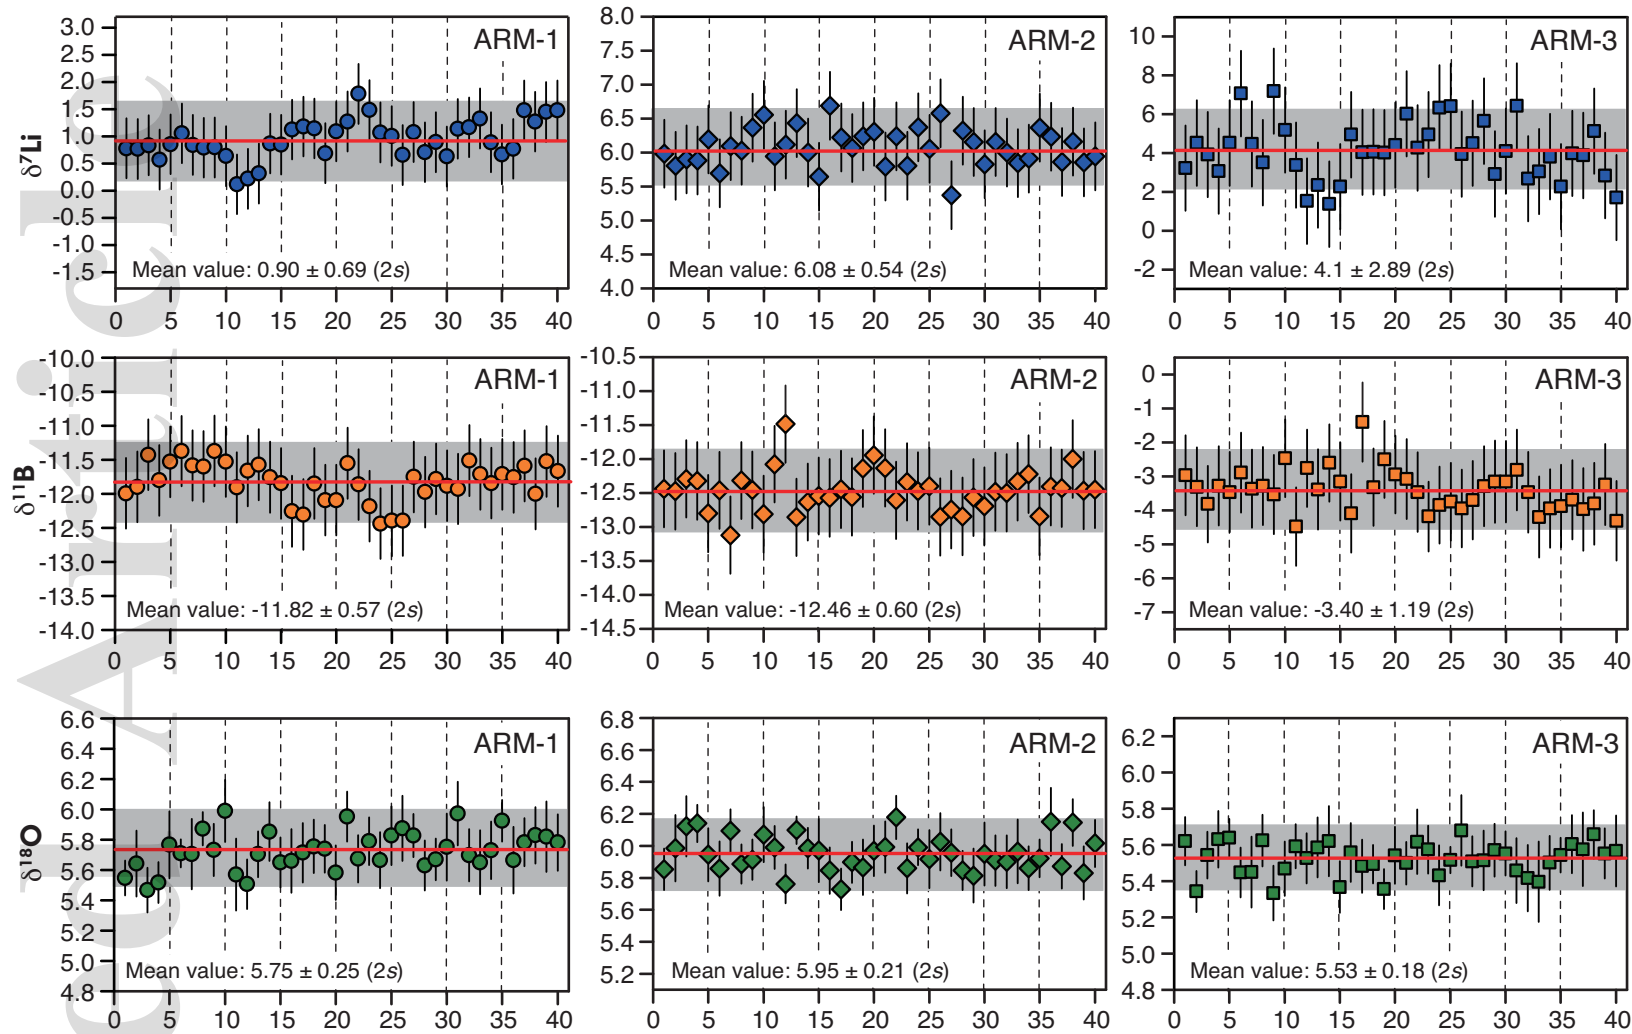 ARM-1
δ⁷Li
3.0
2.5
2.0
1.5
1.0
0.5
0.0
-0.5
-1.0
-1.5
Mean value: 0.90 ± 0.69 (2s)
0 5 10 15 20 25 30 35 40
ARM-2
8.0
7.5
7.0
6.5
6.0
5.5
5.0
4.5
4.0
Mean value: 6.08 ± 0.54 (2s)
0 5 10 15 20 25 30 35 40
ARM-3
10
8
6
4
2
0
-2
Mean value: 4.1 ± 2.89 (2s)
0 5 10 15 20 25 30 35 40
ARM-1
δ¹¹B
-10.0
-10.5
-11.0
-11.5
-12.0
-12.5
-13.0
-13.5
-14.0
Mean value: -11.82 ± 0.57 (2s)
0 5 10 15 20 25 30 35 40
ARM-2
-10.5
-11.0
-11.5
-12.0
-12.5
-13.0
-13.5
-14.0
-14.5
Mean value: -12.46 ± 0.60 (2s)
0 5 10 15 20 25 30 35 40
ARM-3
0
-1
-2
-3
-4
-5
-6
-7
Mean value: -3.40 ± 1.19 (2s)
0 5 10 15 20 25 30 35 40
ARM-1
δ¹⁸O
6.6
6.4
6.2
6.0
5.8
5.6
5.4
5.2
5.0
4.8
Mean value: 5.75 ± 0.25 (2s)
0 5 10 15 20 25 30 35 40
ARM-2
6.8
6.6
6.4
6.2
6.0
5.8
5.6
5.4
5.2
Mean value: 5.95 ± 0.21 (2s)
0 5 10 15 20 25 30 35 40
ARM-3
6.2
6.0
5.8
5.6
5.4
5.2
5.0
4.8
Mean value: 5.53 ± 0.18 (2s)
0 5 10 15 20 25 30 35 40
ed Article